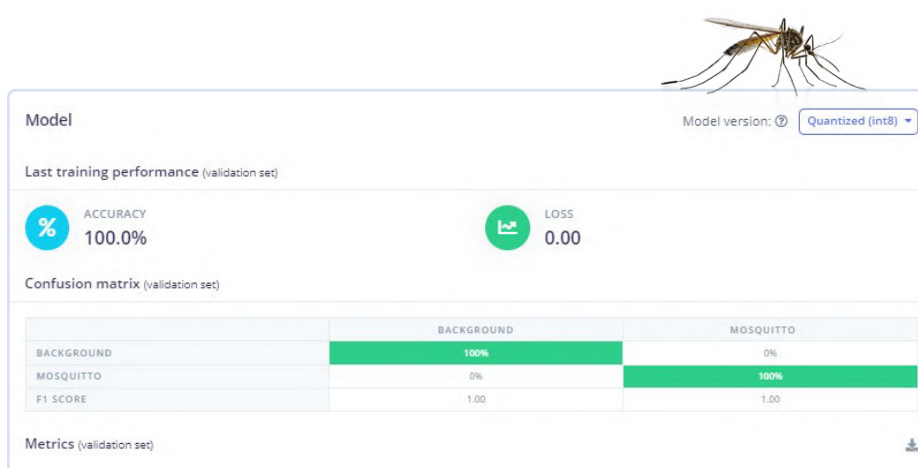 Model
Model version: ? Quantized (int8)
Last training performance (validation set)
% ACCURACY
100.0%
LOSS
0.00
Confusion matrix (validation set)
BACKGROUND MOSQUITTO
BACKGROUND 100% 0%
MOSQUITTO 0% 100%
F1 SCORE 1.00 1.00
Metrics (validation set)